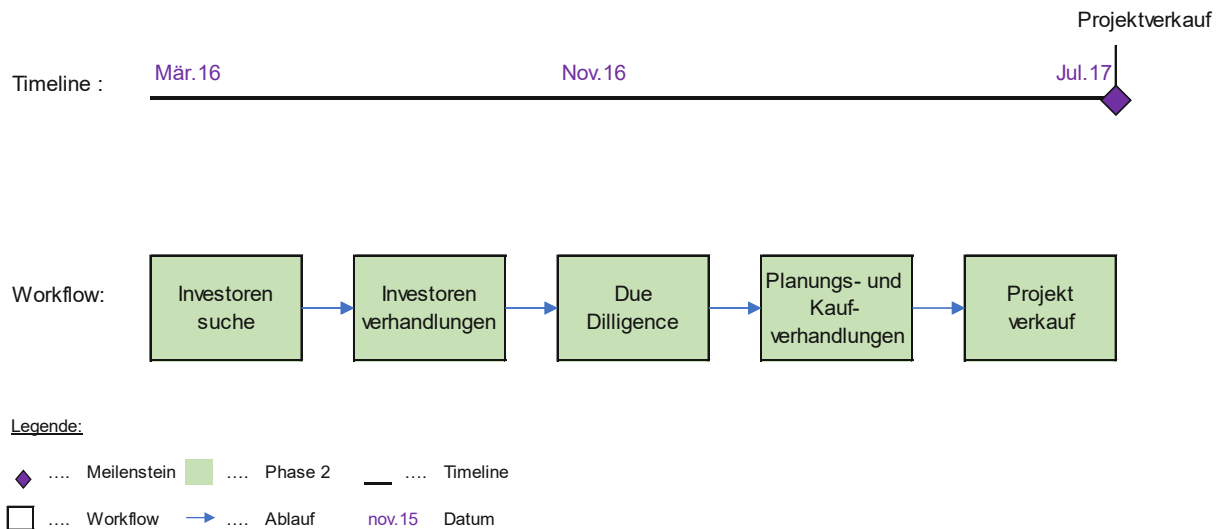 Projektverkauf
Timeline :
Mär.16
Nov.16
Jul.17
Workflow:
Investoren
suche
Investoren
verhandlungen
Due
Dilligence
Planungs- und
Kauf-
verhandlungen
Projekt
verkauf
Legende:
.... Meilenstein
.... Phase 2
.... Timeline
.... Workflow
.... Ablauf
nov.15 Datum